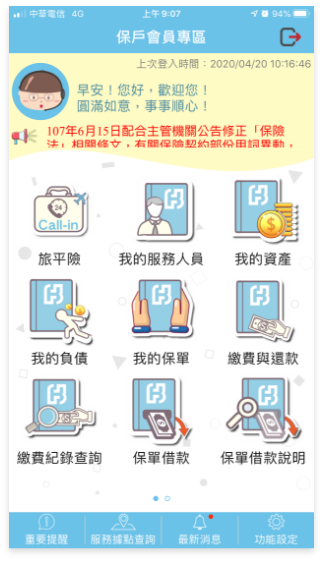 中華電信 4G 上午9:07 94%
保戶會員專區
上次登入時間：2020/04/20 10:16:46
早安！您好，歡迎您！
圓滿如意，事事順心！
107年6月15日配合主管機關公告修正「保險
法」相關條文，有關保險契約部份用詞異動，
24
Call-in
旅平險 我的服務人員 我的資產
我的負債 我的保單 繳費與還款
繳費紀錄查詢 保單借款 保單借款說明
重要提醒 服務據點查詢 最新消息 功能設定